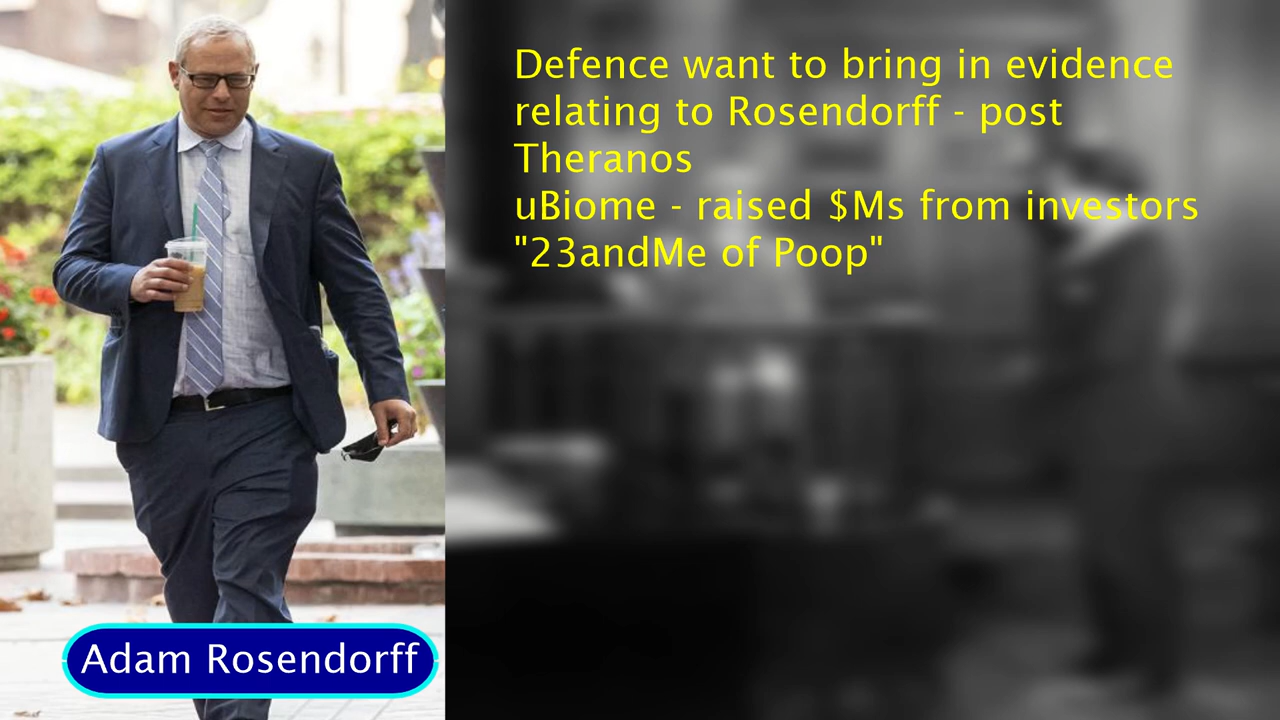 Defence want to bring in evidence
relating to Rosendorff - post
Theranos
uBiome - raised $Ms from investors
"23andMe of Poop"
Adam Rosendorff